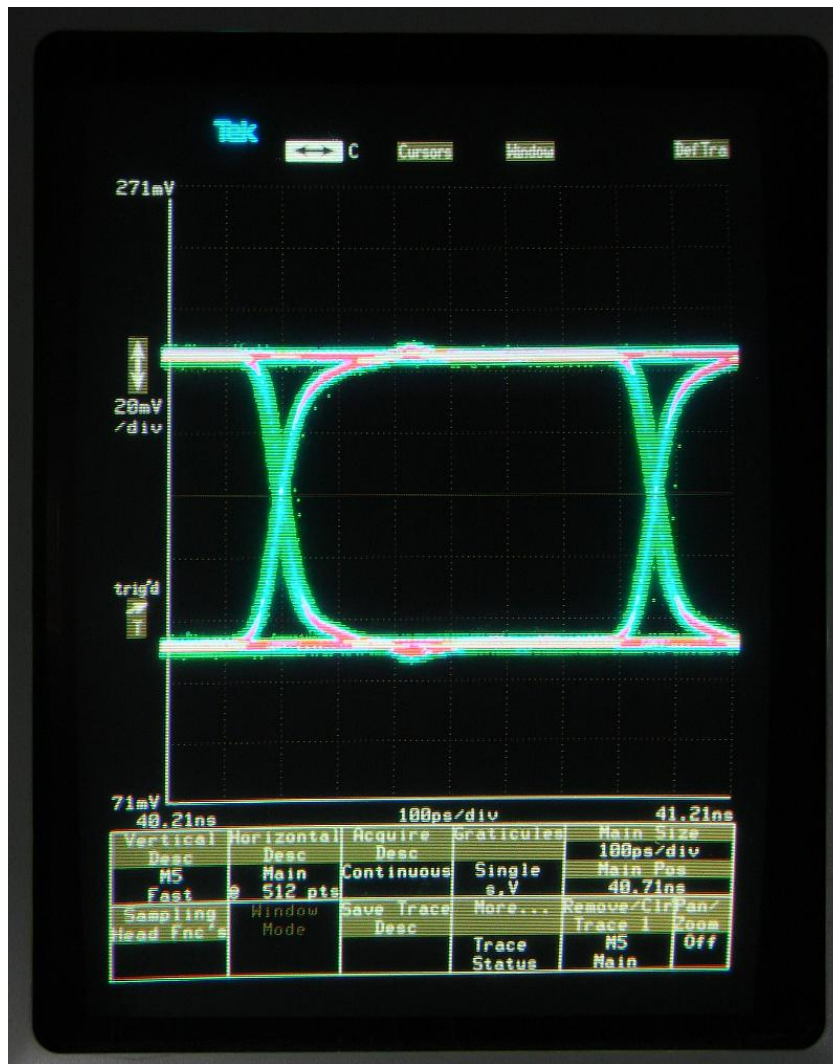 Tek
C Cursors Window DefTra
271mV
20mV
/div
trig'd
T
71mV
40.21ns 100ps/div 41.21ns
Vertical Horizontal Acquire Graticules Main Size
Desc Desc Desc 100ps/div
M5 Main Continuous Single Main Pos
Fast @ 512 pts s,V 40.71ns
Sampling Window Save Trace More... Remove/Clr Pan/
Head Fnc's Mode Desc Trace 1 Zoom
Trace M5 Off
Status Main